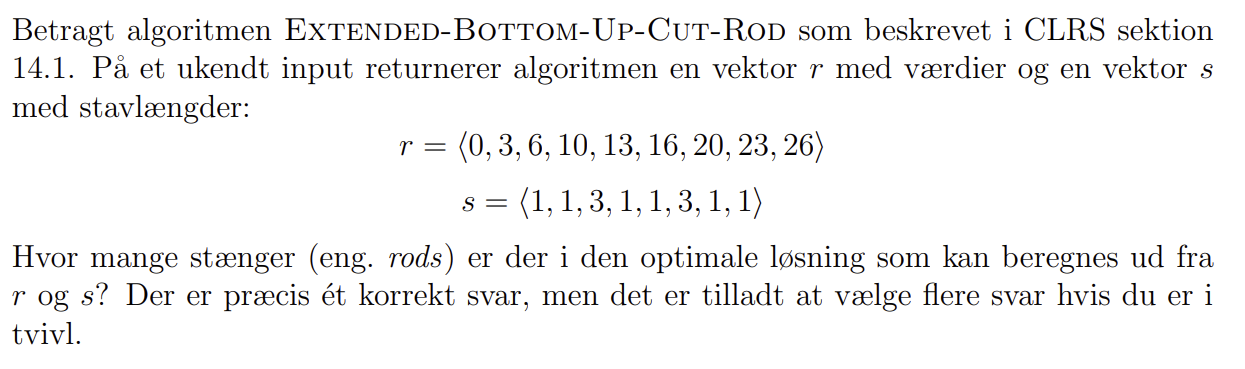 Betragt algoritmen EXTENDED-BOTTOM-UP-CUT-ROD som beskrevet i CLRS sektion
14.1. På et ukendt input returnerer algoritmen en vektor r med værdier og en vektor s
med stavlængder:
r = ⟨0, 3, 6, 10, 13, 16, 20, 23, 26⟩
s = ⟨1, 1, 3, 1, 1, 3, 1, 1⟩
Hvor mange stænger (eng. rods) er der i den optimale løsning som kan beregnes ud fra
r og s? Der er præcis ét korrekt svar, men det er tilladt at vælge flere svar hvis du er i
tvivl.